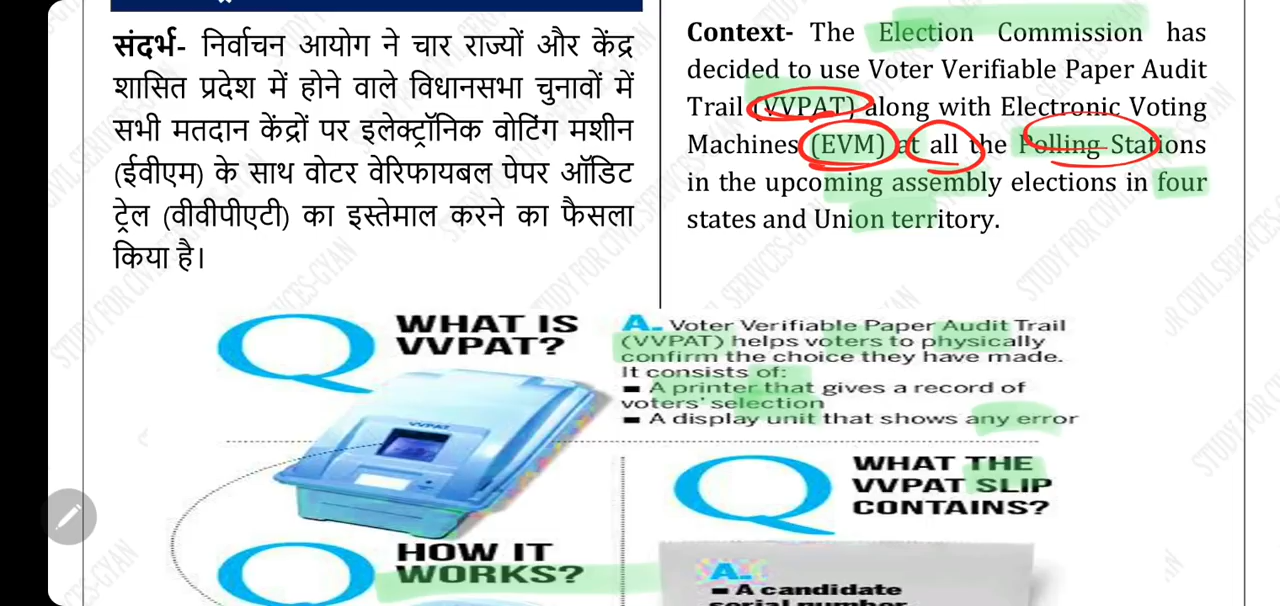 संदर्भ- निर्वाचन आयोग ने चार राज्यों और केंद्र
शासित प्रदेश में होने वाले विधानसभा चुनावों में
सभी मतदान केंद्रों पर इलेक्ट्रॉनिक वोटिंग मशीन
(ईवीएम) के साथ वोटर वेरिफायबल पेपर ऑडिट
ट्रेल (वीवीपीएटी) का इस्तेमाल करने का फैसला
किया है।
Context- The Election Commission has
decided to use Voter Verifiable Paper Audit
Trail (VVPAT) along with Electronic Voting
Machines (EVM) at all the Polling Stations
in the upcoming assembly elections in four
states and Union territory.
Q WHAT IS
VVPAT?
A. Voter Verifiable Paper Audit Trail
(VVPAT) helps voters to physically
confirm the choice they have made.
It consists of:
A printer that gives a record of
voters' selection
A display unit that shows any error
VVPAT
Q WHAT THE
VVPAT SLIP
CONTAINS?
Q HOW IT
WORKS?
A.
A candidate
serial number